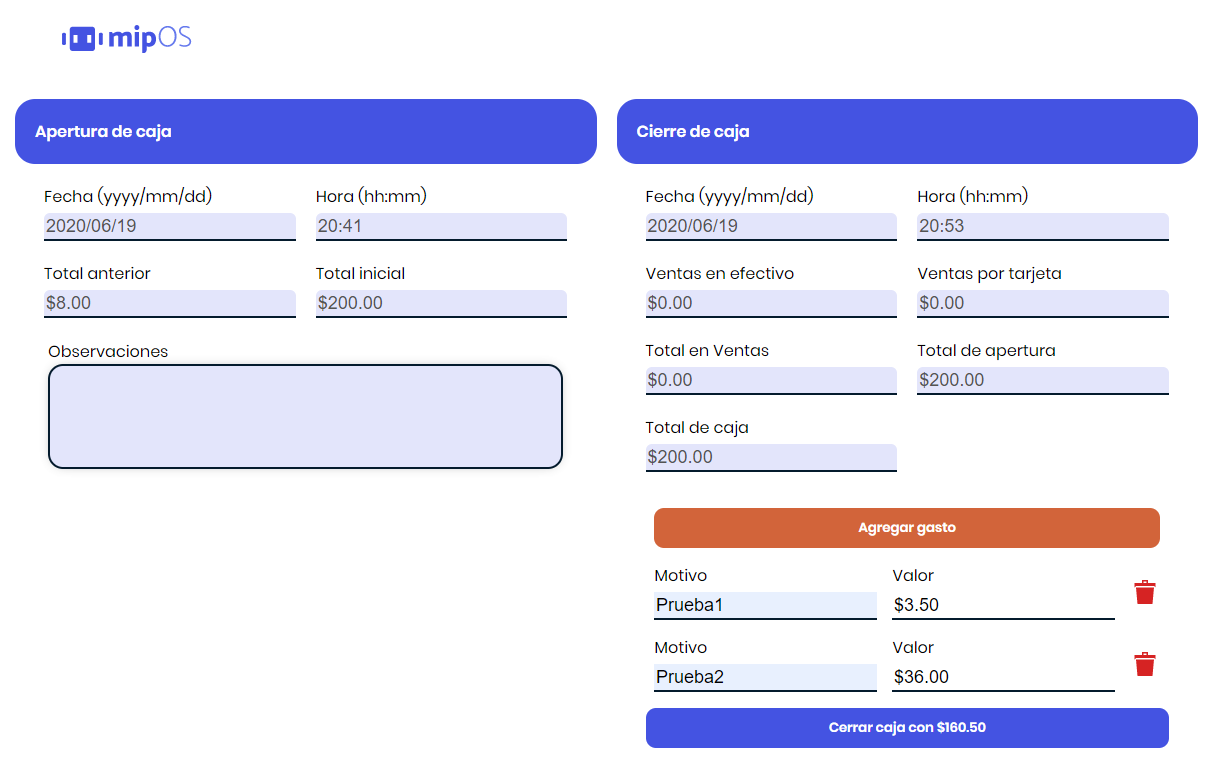 mipOS
Apertura de caja
Fecha (yyyy/mm/dd) Hora (hh:mm)
2020/06/19 20:41
Total anterior Total inicial
$8.00 $200.00
Observaciones
Cierre de caja
Fecha (yyyy/mm/dd) Hora (hh:mm)
2020/06/19 20:53
Ventas en efectivo Ventas por tarjeta
$0.00 $0.00
Total en Ventas Total de apertura
$0.00 $200.00
Total de caja
$200.00
Agregar gasto
Motivo Valor
Prueba1 $3.50
Motivo Valor
Prueba2 $36.00
Cerrar caja con $160.50